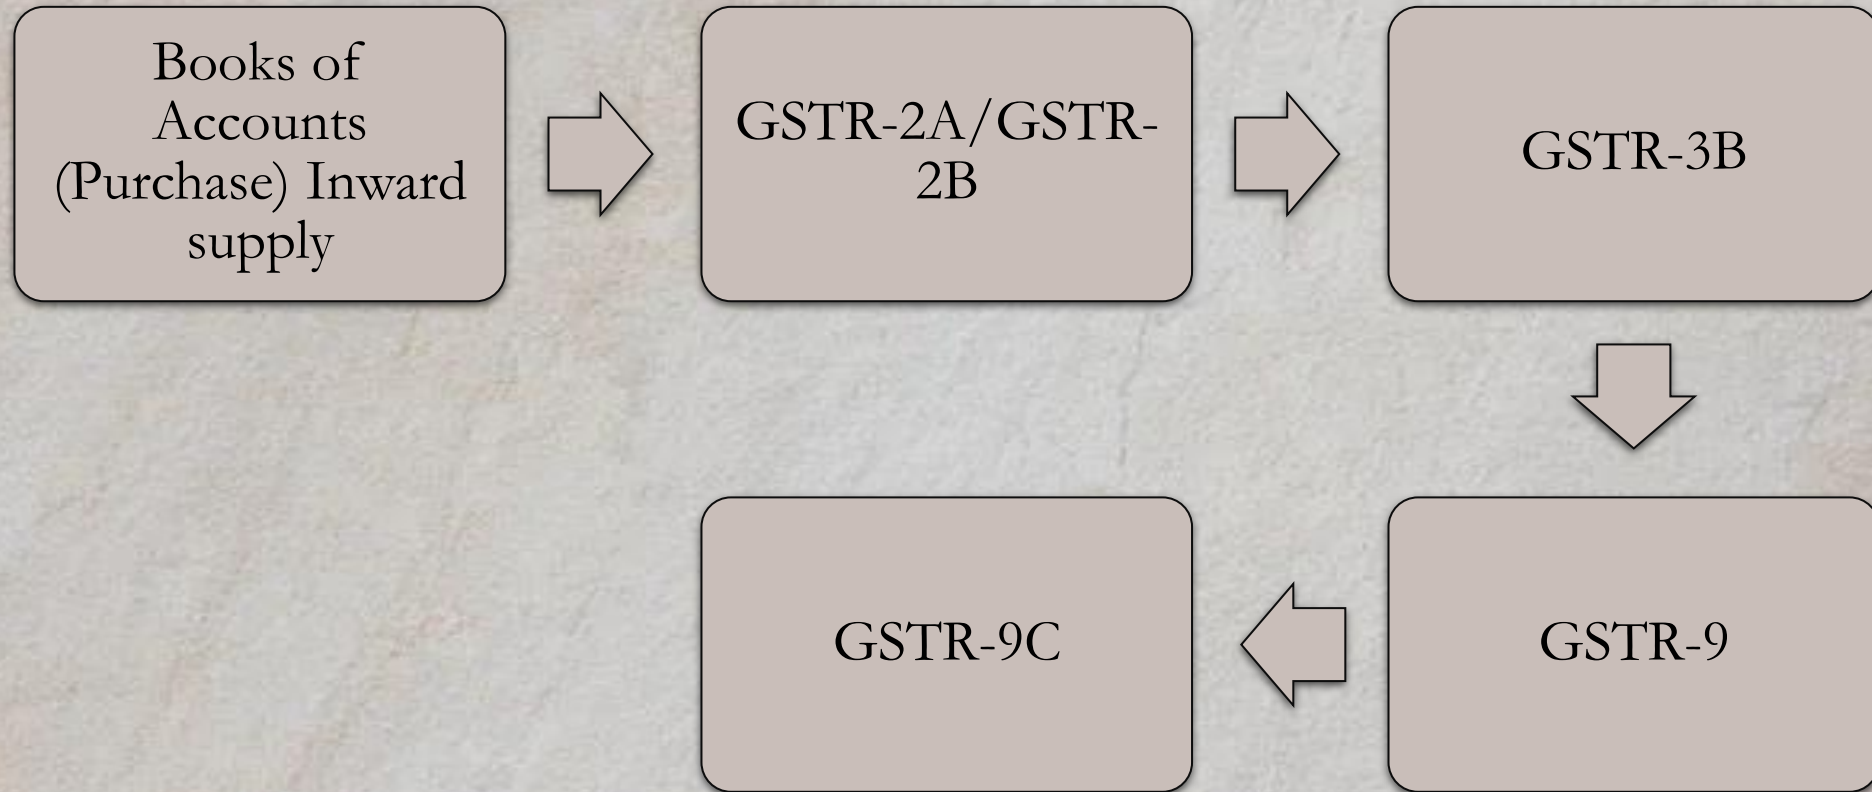 Books of
Accounts
(Purchase) Inward
supply
GSTR-2A/GSTR-
2B
GSTR-3B
GSTR-9
GSTR-9C